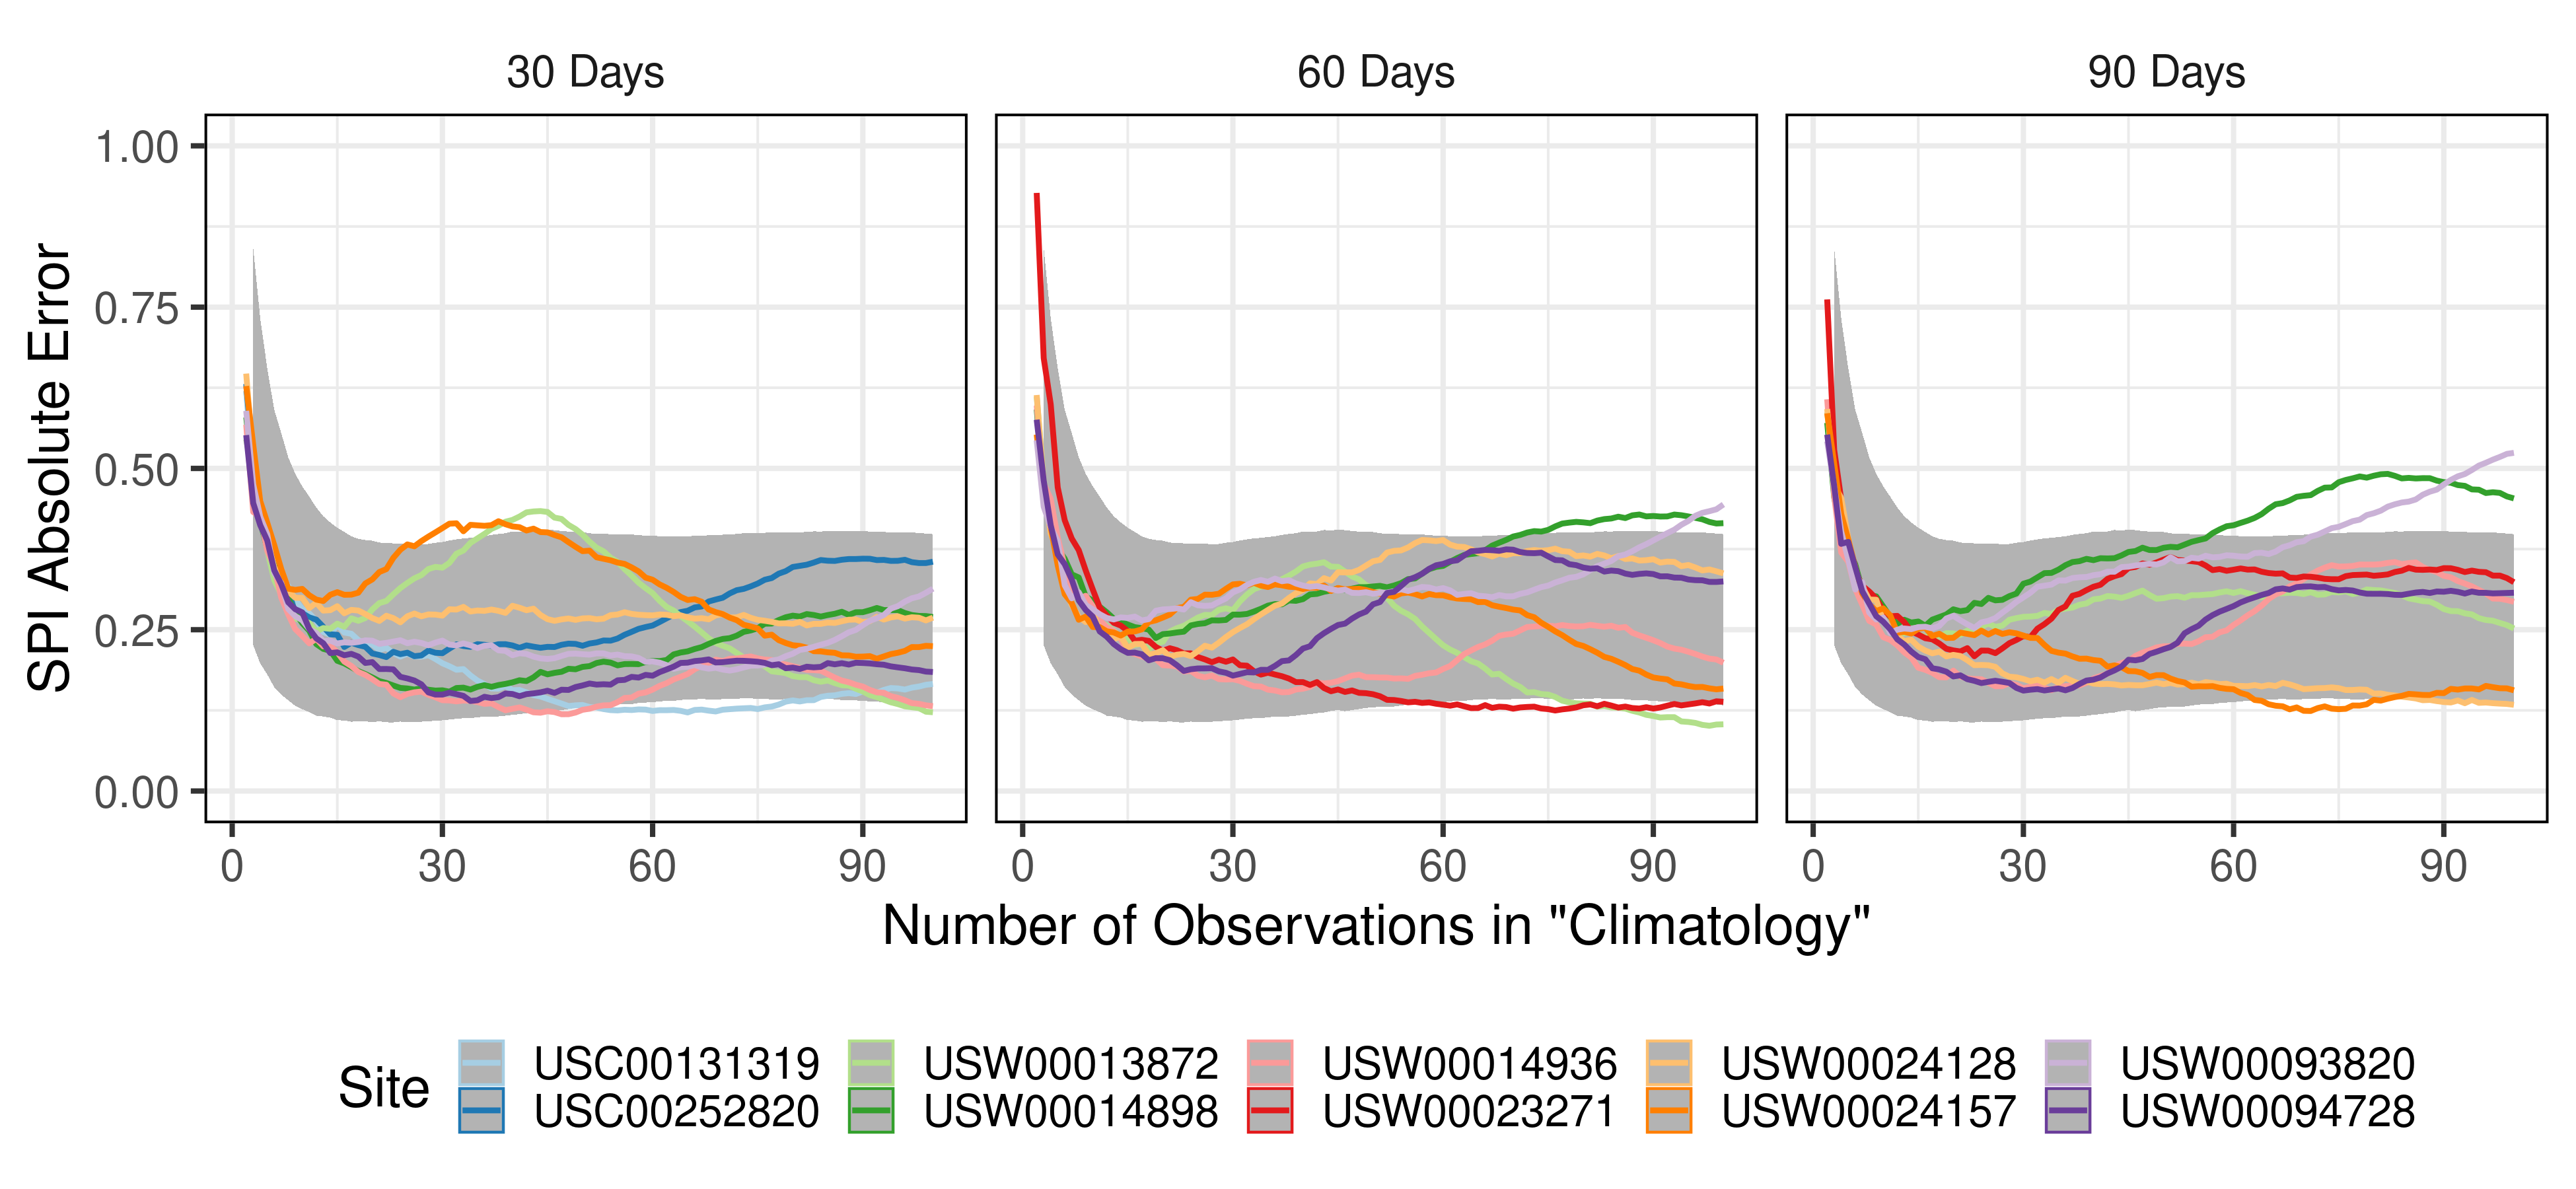 30 Days 60 Days 90 Days
1.00
0.75
0.50
0.25
0.00
SPI Absolute Error
0 30 60 90 0 30 60 90 0 30 60 90
Number of Observations in "Climatology"
Site
USC00131319 USW00013872 USW00014936 USW00024128 USW00093820
USC00252820 USW00014898 USW00023271 USW00024157 USW00094728